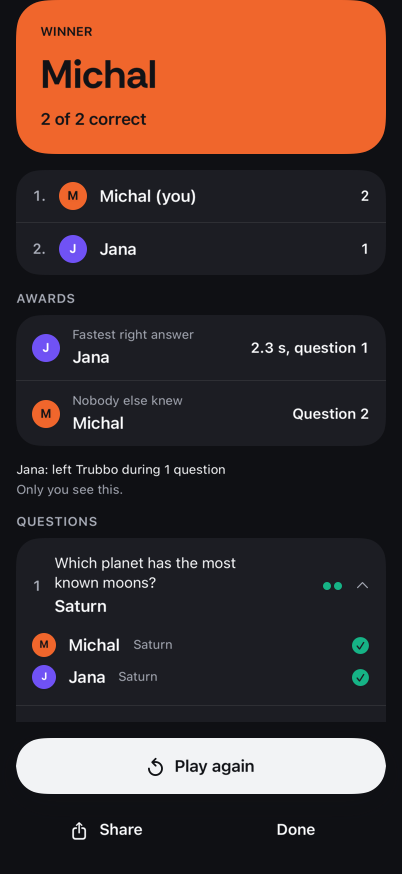 WINNER
Michal
2 of 2 correct
1. M Michal (you) 2
2. J Jana 1
AWARDS
Fastest right answer
J Jana 2.3 s, question 1
Nobody else knew
M Michal Question 2
Jana: left Trubbo during 1 question
Only you see this.
QUESTIONS
Which planet has the most
1 known moons?
Saturn
M Michal Saturn
J Jana Saturn
Play again
Share Done